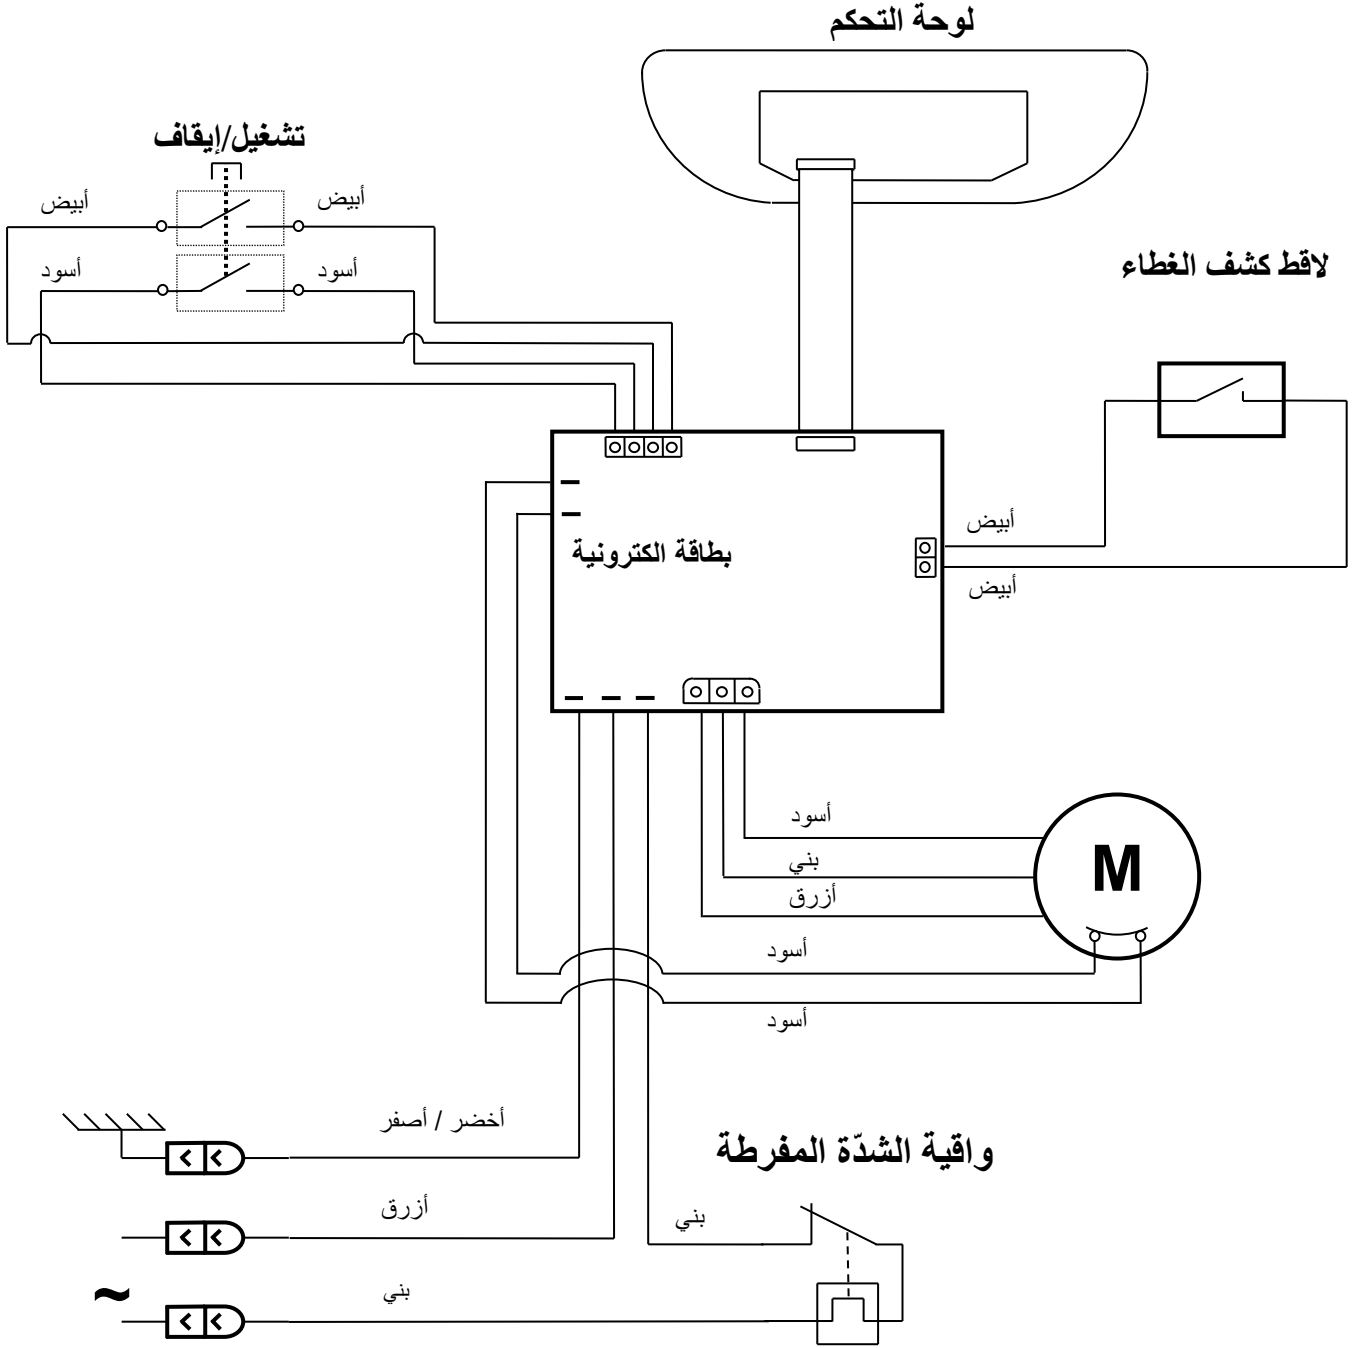 لوحة التحكم
تشغيل/إيقاف
أبيض
أبيض
أسود
أسود
لاقط كشف الغطاء
أبيض
بطاقة الكترونية
أبيض
أسود
M
بني
أزرق
أسود
أسود
أخضر / أصفر
واقية الشدّة المفرطة
أزرق
بني
~
بني